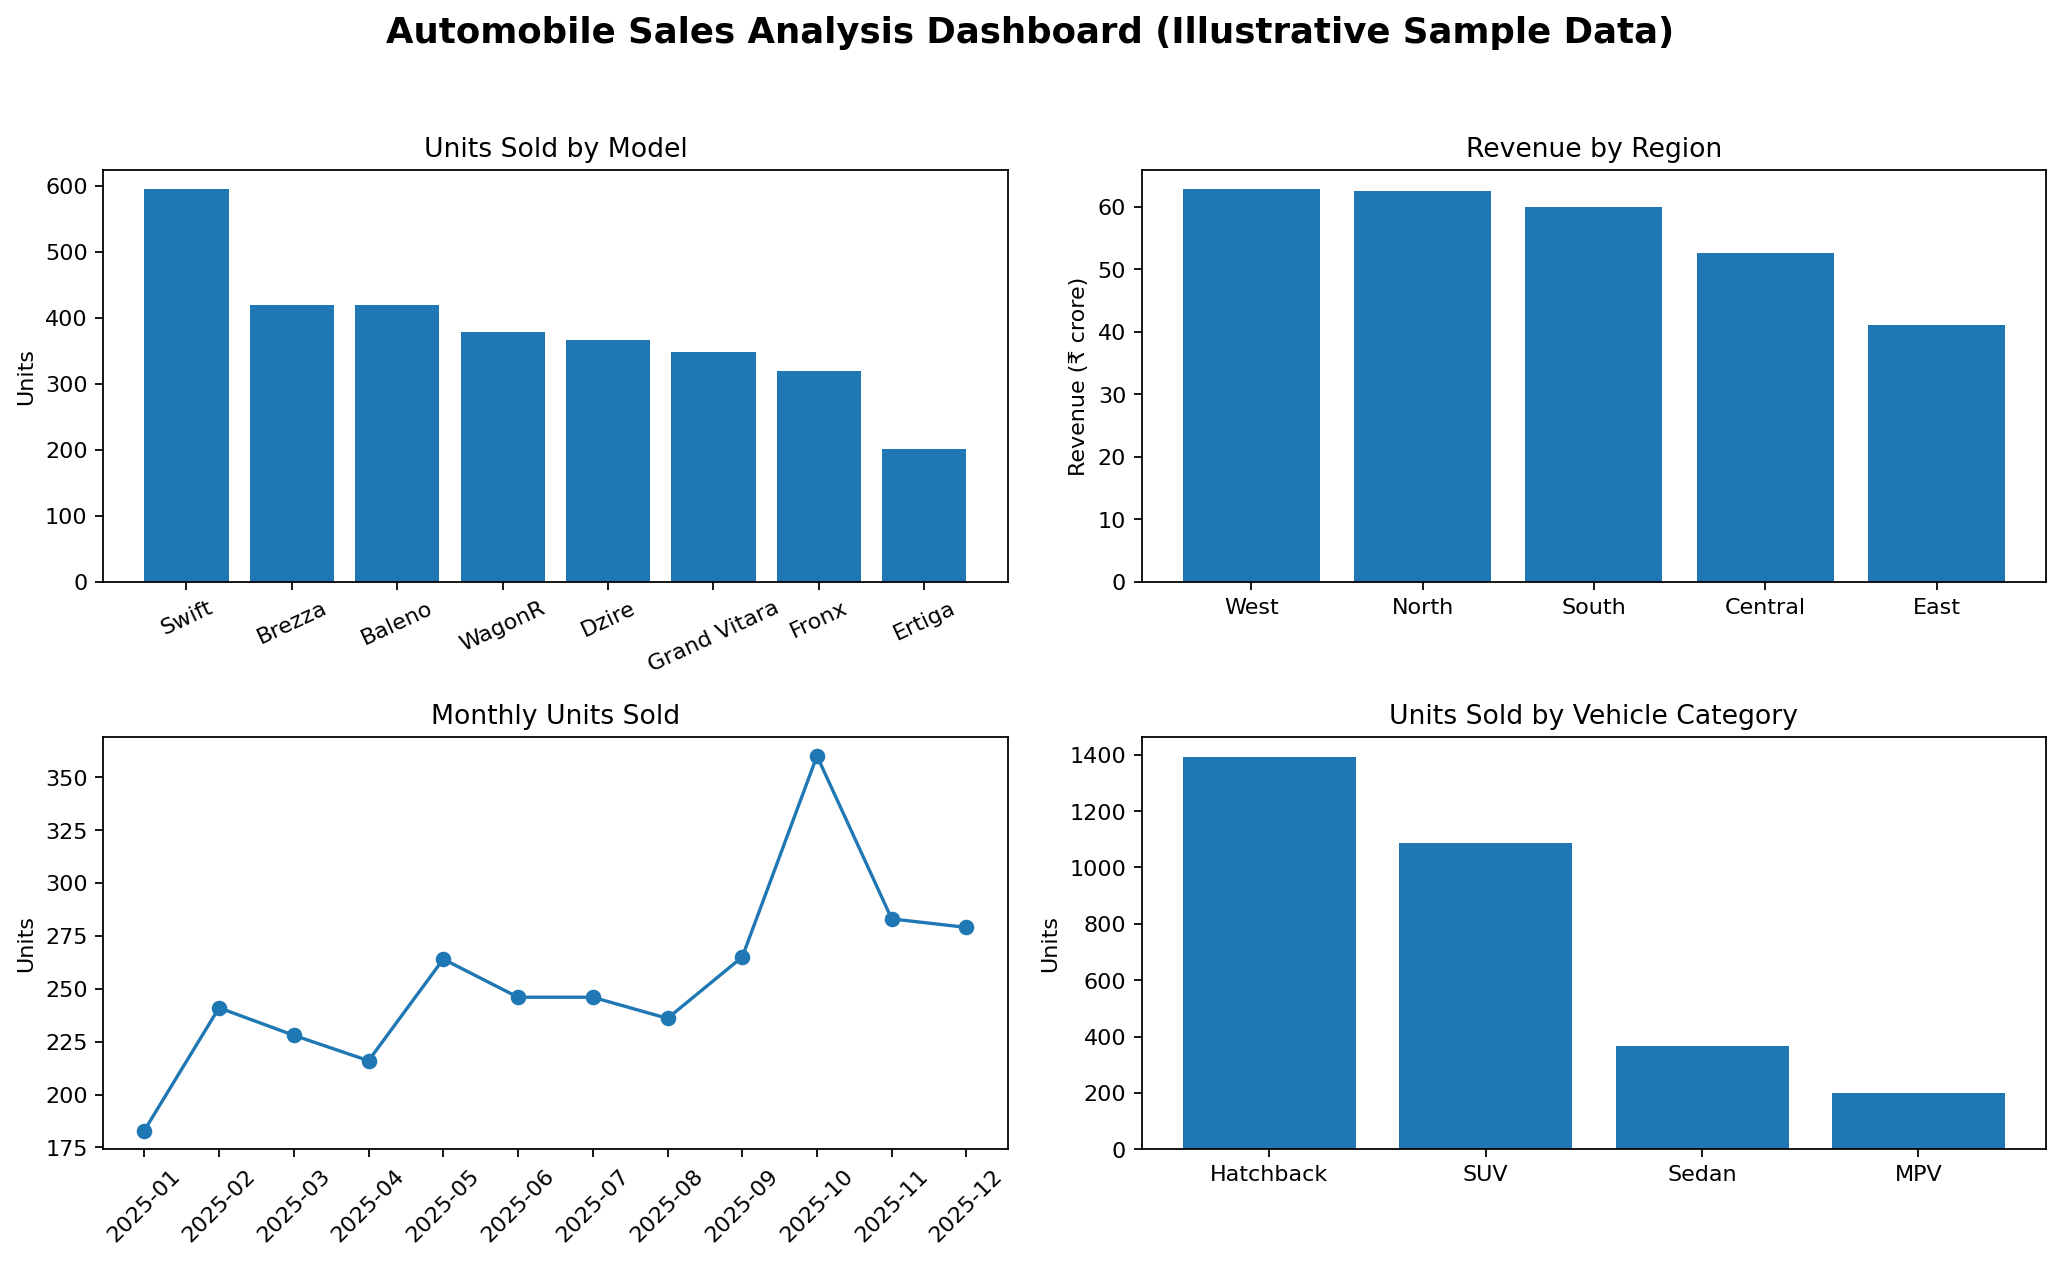 Automobile Sales Analysis Dashboard (Illustrative Sample Data)
Units Sold by Model
Units
600
500
400
300
200
100
0
Swift
Brezza
Baleno
WagonR
Dzire
Grand Vitara
Fronx
Ertiga
Revenue by Region
Revenue (₹ crore)
60
50
40
30
20
10
0
West
North
South
Central
East
Monthly Units Sold
Units
350
325
300
275
250
225
200
175
2025-01
2025-02
2025-03
2025-04
2025-05
2025-06
2025-07
2025-08
2025-09
2025-10
2025-11
2025-12
Units Sold by Vehicle Category
Units
1400
1200
1000
800
600
400
200
0
Hatchback
SUV
Sedan
MPV